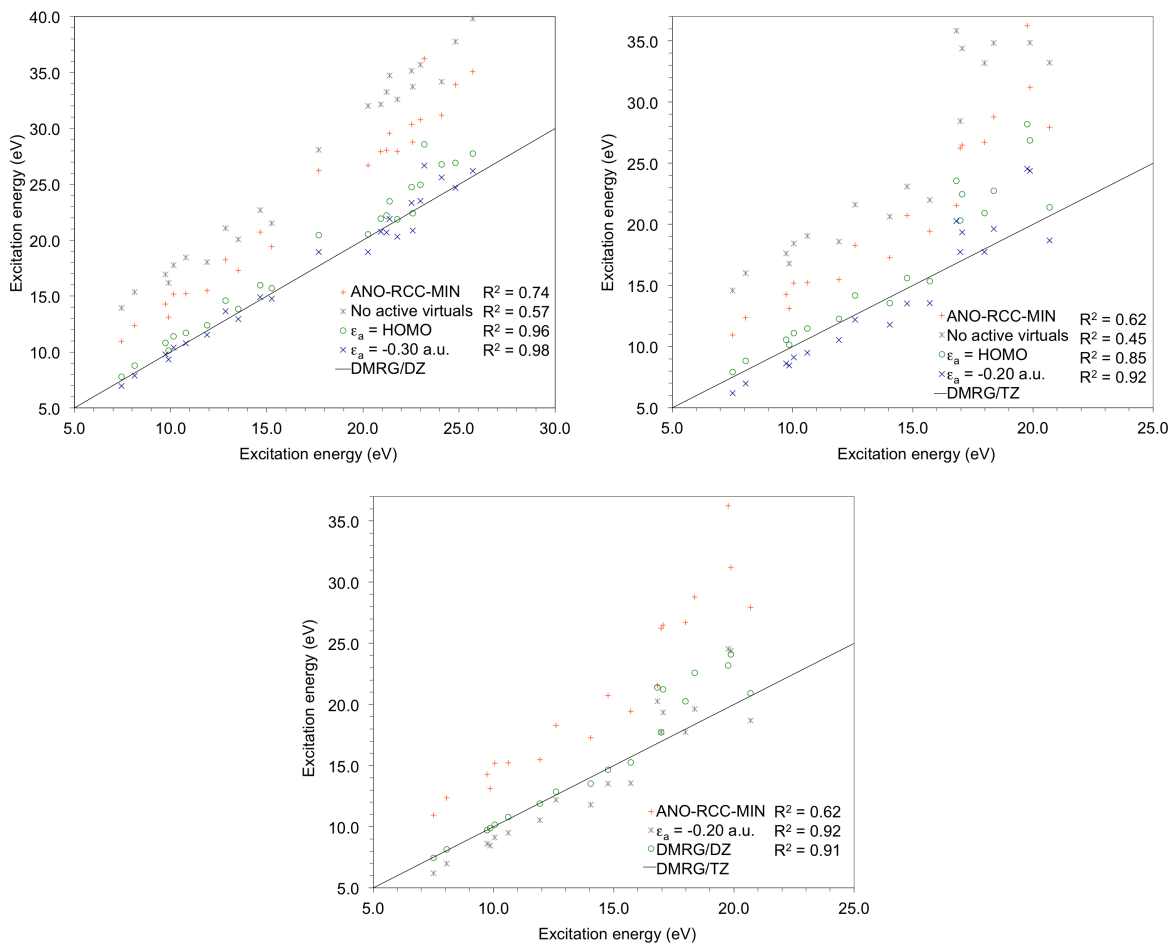 40.0
35.0
30.0
25.0
20.0
15.0
10.0
5.0
Excitation energy (eV)
ANO-RCC-MIN R² = 0.74
No active virtuals R² = 0.57
εa = HOMO R² = 0.96
εa = -0.30 a.u. R² = 0.98
DMRG/DZ
5.0 10.0 15.0 20.0 25.0 30.0
Excitation energy (eV)
35.0
30.0
25.0
20.0
15.0
10.0
5.0
Excitation energy (eV)
ANO-RCC-MIN R² = 0.62
No active virtuals R² = 0.45
εa = HOMO R² = 0.85
εa = -0.20 a.u. R² = 0.92
DMRG/TZ
5.0 10.0 15.0 20.0 25.0
Excitation energy (eV)
35.0
30.0
25.0
20.0
15.0
10.0
5.0
Excitation energy (eV)
ANO-RCC-MIN R² = 0.62
εa = -0.20 a.u. R² = 0.92
DMRG/DZ R² = 0.91
DMRG/TZ
5.0 10.0 15.0 20.0 25.0
Excitation energy (eV)